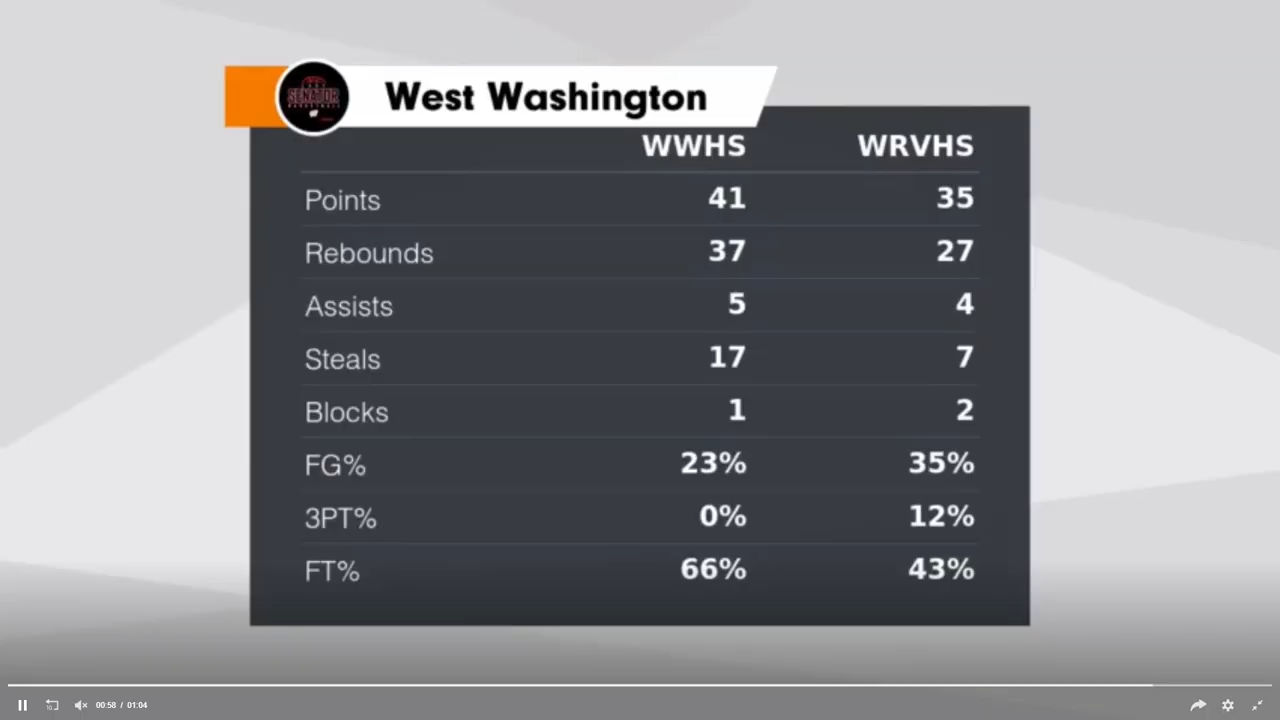 SENATOR
West Washington
WWHS WRVHS
Points 41 35
Rebounds 37 27
Assists 5 4
Steals 17 7
Blocks 1 2
FG% 23% 35%
3PT% 0% 12%
FT% 66% 43%
00:58 / 01:04